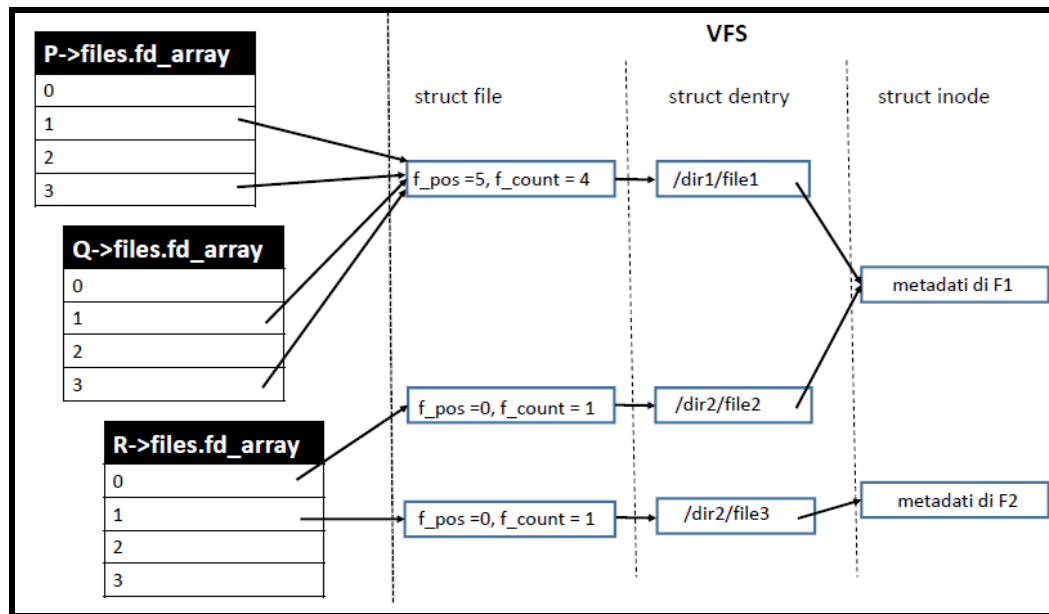 VFS
P->files.fd_array
0
1
2
3
Q->files.fd_array
0
1
2
3
R->files.fd_array
0
1
2
3
struct file
struct dentry
struct inode
f_pos =5, f_count = 4
/dir1/file1
metadati di F1
f_pos =0, f_count = 1
/dir2/file2
f_pos =0, f_count = 1
/dir2/file3
metadati di F2